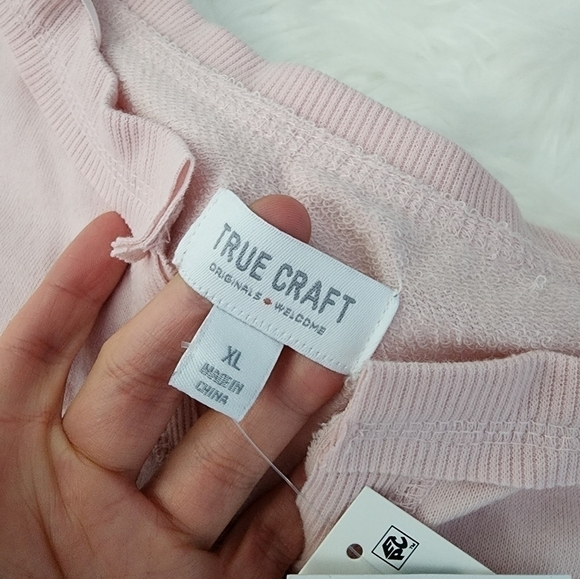 TRUE CRAFT
ORIGINALS WELCOME
XL
MADE IN
CHINA